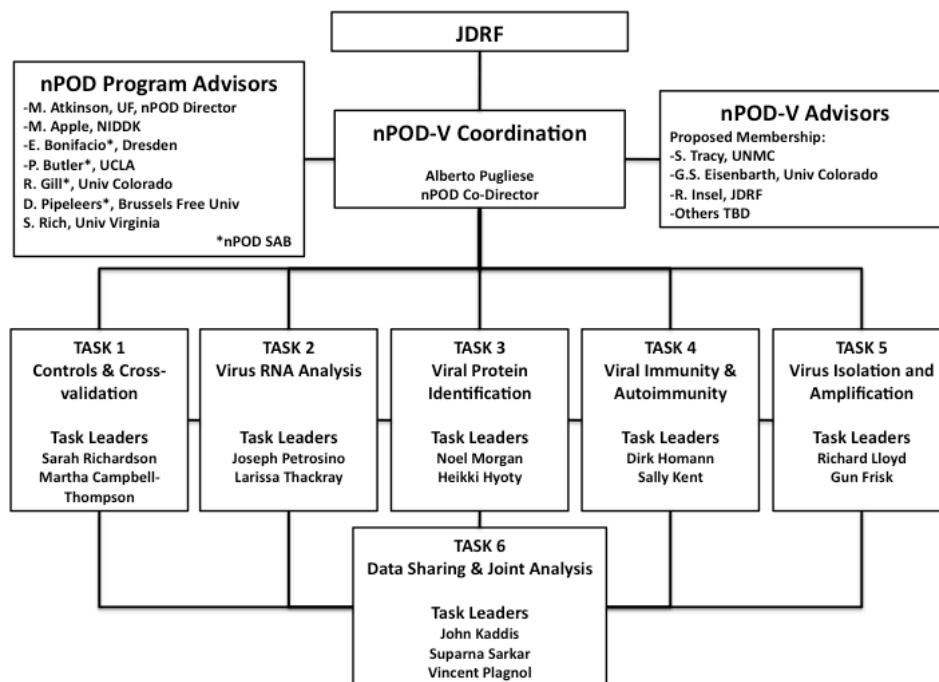 JDRF
nPOD Program Advisors
-M. Atkinson, UF, nPOD Director
-M. Apple, NIDDK
-E. Bonifacio*, Dresden
-P. Butler*, UCLA
R. Gill*, Univ Colorado
D. Pipeleers*, Brussels Free Univ
S. Rich, Univ Virginia
*nPOD SAB
nPOD-V Coordination
Alberto Pugliese
nPOD Co-Director
nPOD-V Advisors
Proposed Membership:
-S. Tracy, UNMC
-G.S. Eisenbarth, Univ Colorado
-R. Insel, JDRF
-Others TBD
TASK 1
Controls & Cross-
validation
Task Leaders
Sarah Richardson
Martha Campbell-
Thompson
TASK 2
Virus RNA Analysis
Task Leaders
Joseph Petrosino
Larissa Thackray
TASK 3
Viral Protein
Identification
Task Leaders
Noel Morgan
Heikki Hyoty
TASK 4
Viral Immunity &
Autoimmunity
Task Leaders
Dirk Homann
Sally Kent
TASK 5
Virus Isolation and
Amplification
Task Leaders
Richard Lloyd
Gun Frisk
TASK 6
Data Sharing & Joint Analysis
Task Leaders
John Kaddis
Suparna Sarkar
Vincent Plagnol